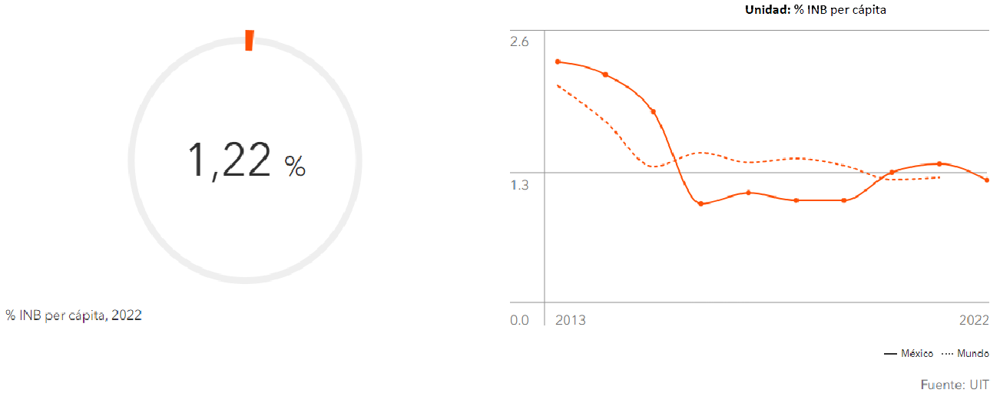 1,22 %
% INB per cápita, 2022
Unidad: % INB per cápita
2.6
1.3
0.0
2013
2022
México
Mundo
Fuente: UIT